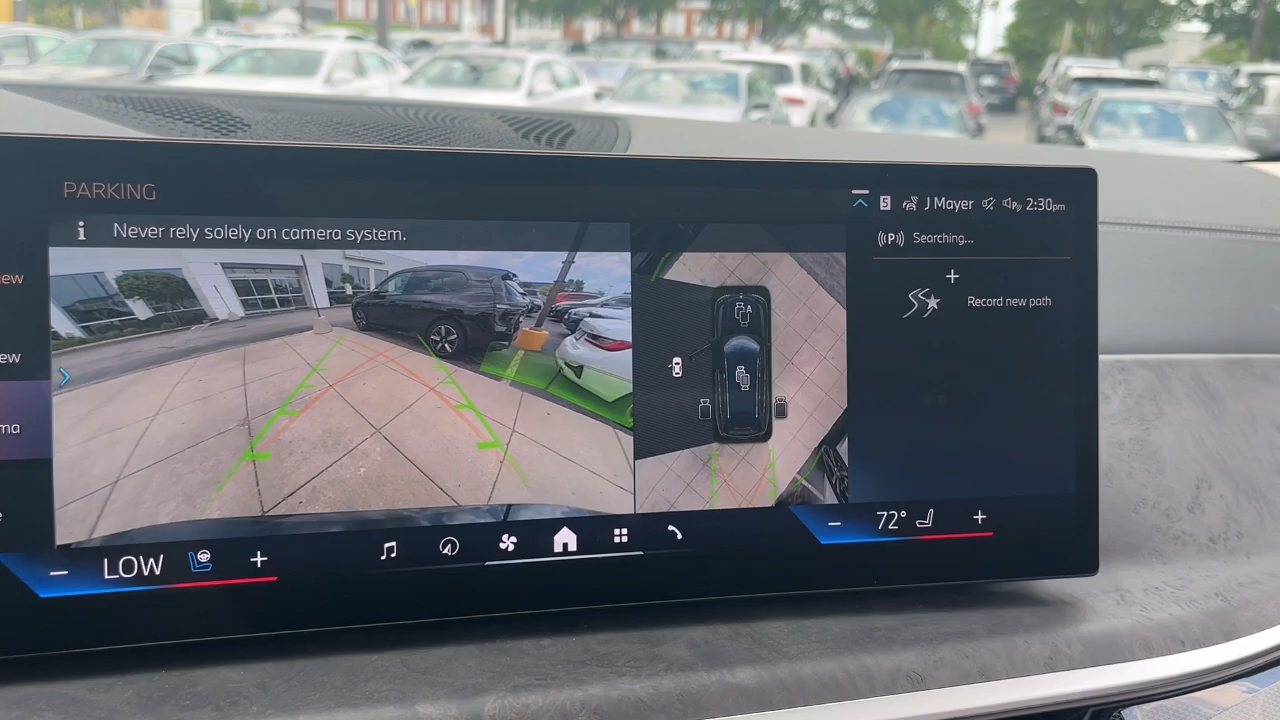 PARKING
5 J Mayer P 2:30pm
Never rely solely on camera system.
(P) Searching...
ew
+
A
Record new path
ew
ma
e
− 72° +
− LOW +